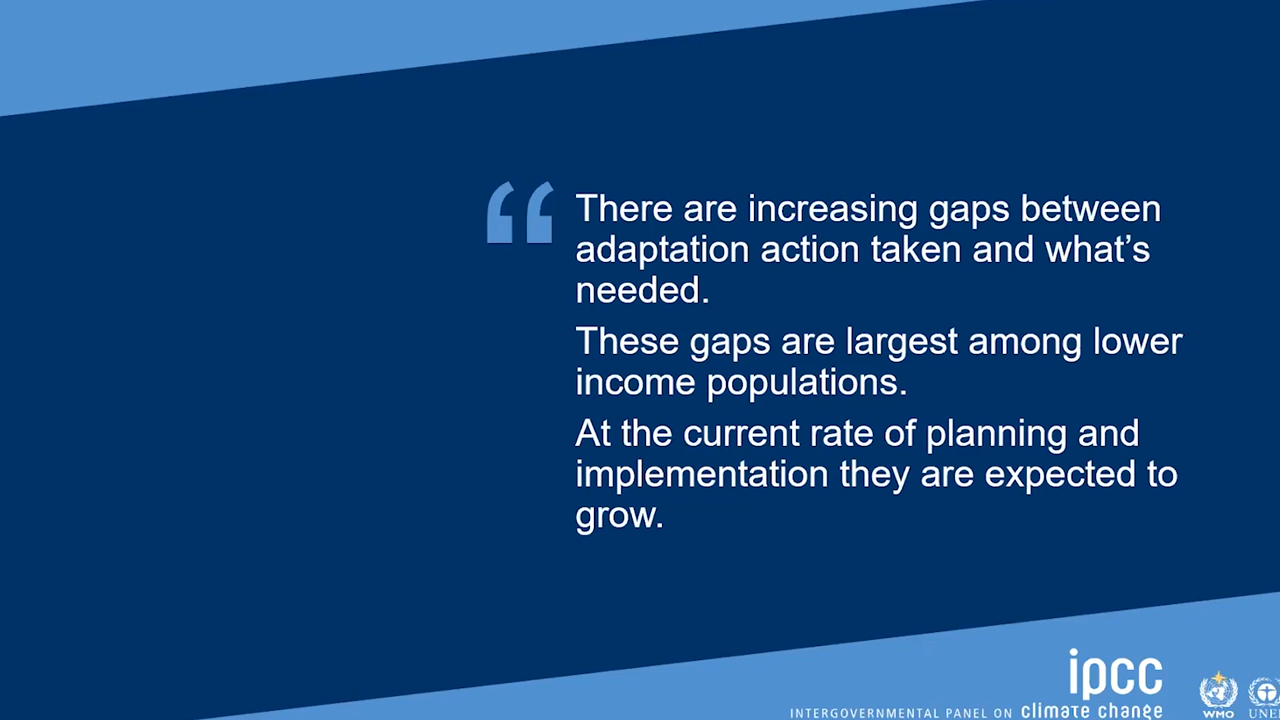 “
There are increasing gaps between
adaptation action taken and what’s
needed.
These gaps are largest among lower
income populations.
At the current rate of planning and
implementation they are expected to
grow.
ipcc
INTERGOVERNMENTAL PANEL ON climate change
WMO